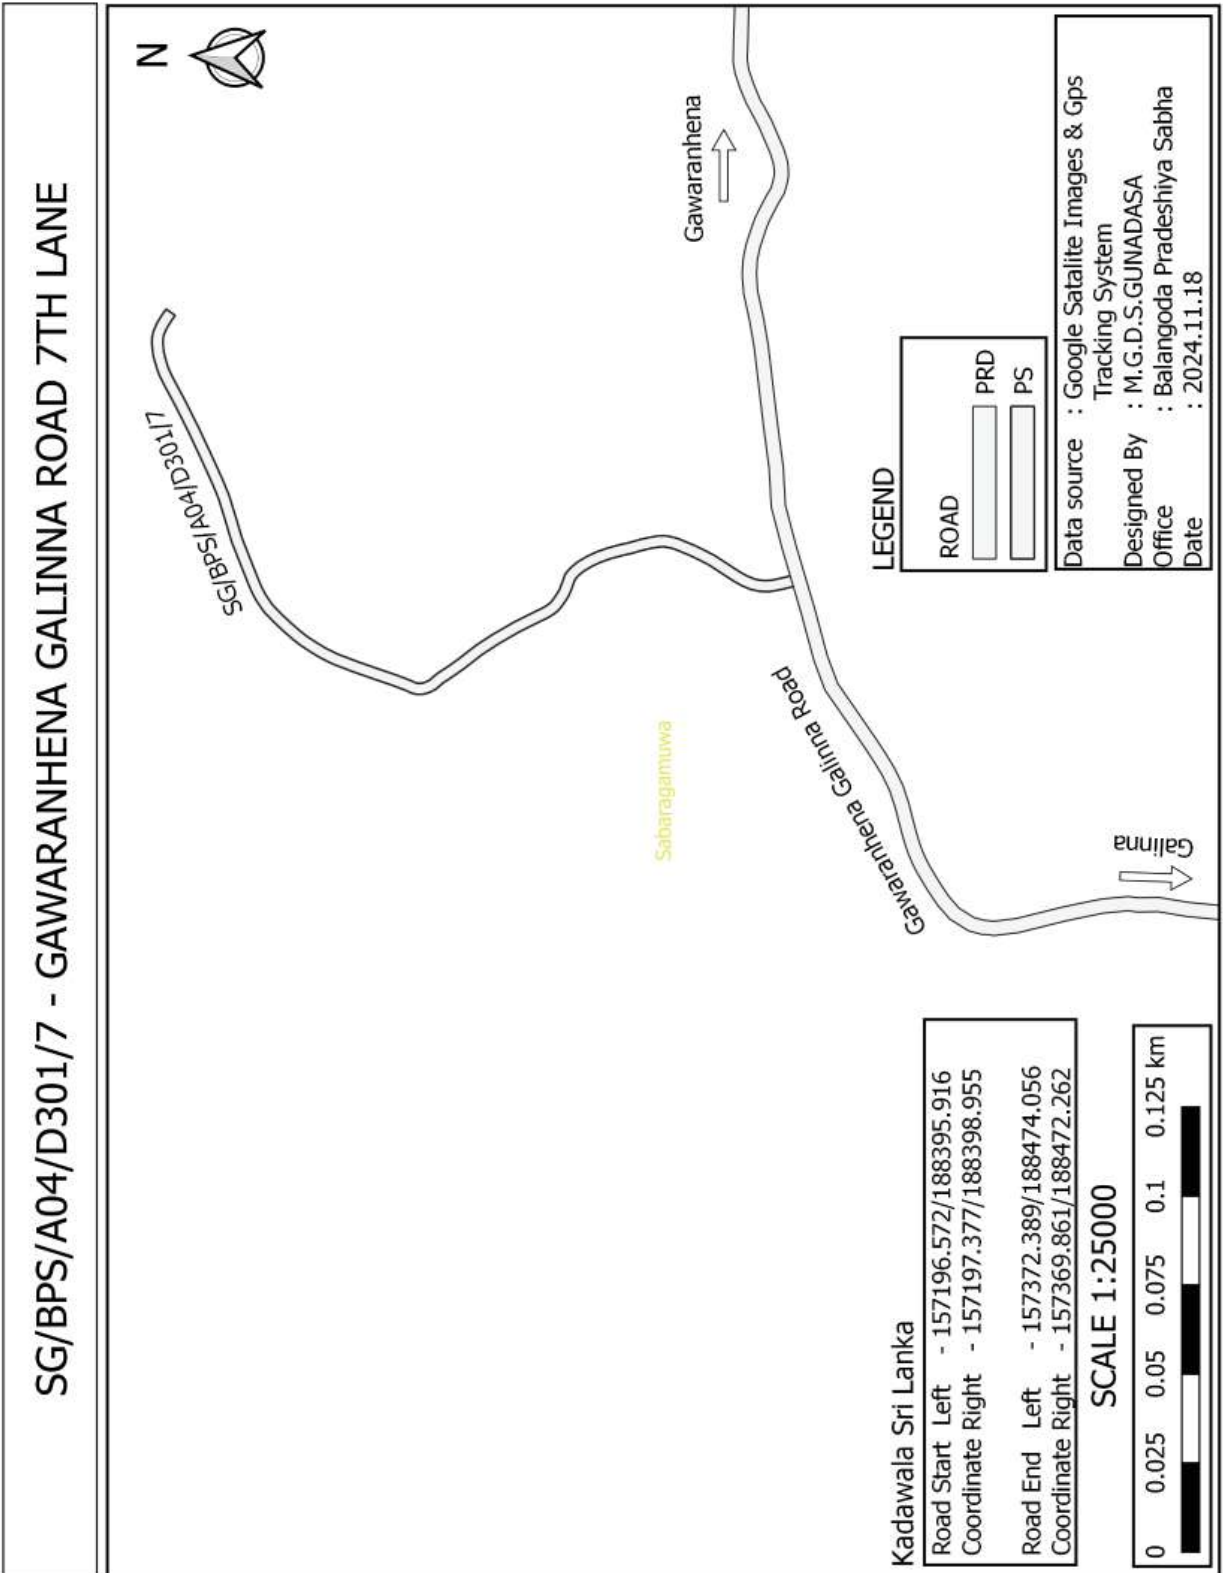 SG/BPS/A04/D301/7 - GAWARANHENA GALINNA ROAD 7TH LANE
N
SG/BPS/A04/D301/7
Gawaranhena
Sabaragamuwa
Gawaranhena Galinna Road
Galinna
Kadawala Sri Lanka
Road Start Left - 157196.572/188395.916
Coordinate Right - 157197.377/188398.955
Road End Left - 157372.389/188474.056
Coordinate Right - 157369.861/188472.262
SCALE 1:25000
0 0.025 0.05 0.075 0.1 0.125 km
LEGEND
ROAD
PRD
PS
Data source : Google Satalite Images & Gps
Tracking System
Designed By : M.G.D.S.GUNADASA
Office : Balangoda Pradeshiya Sabha
Date : 2024.11.18